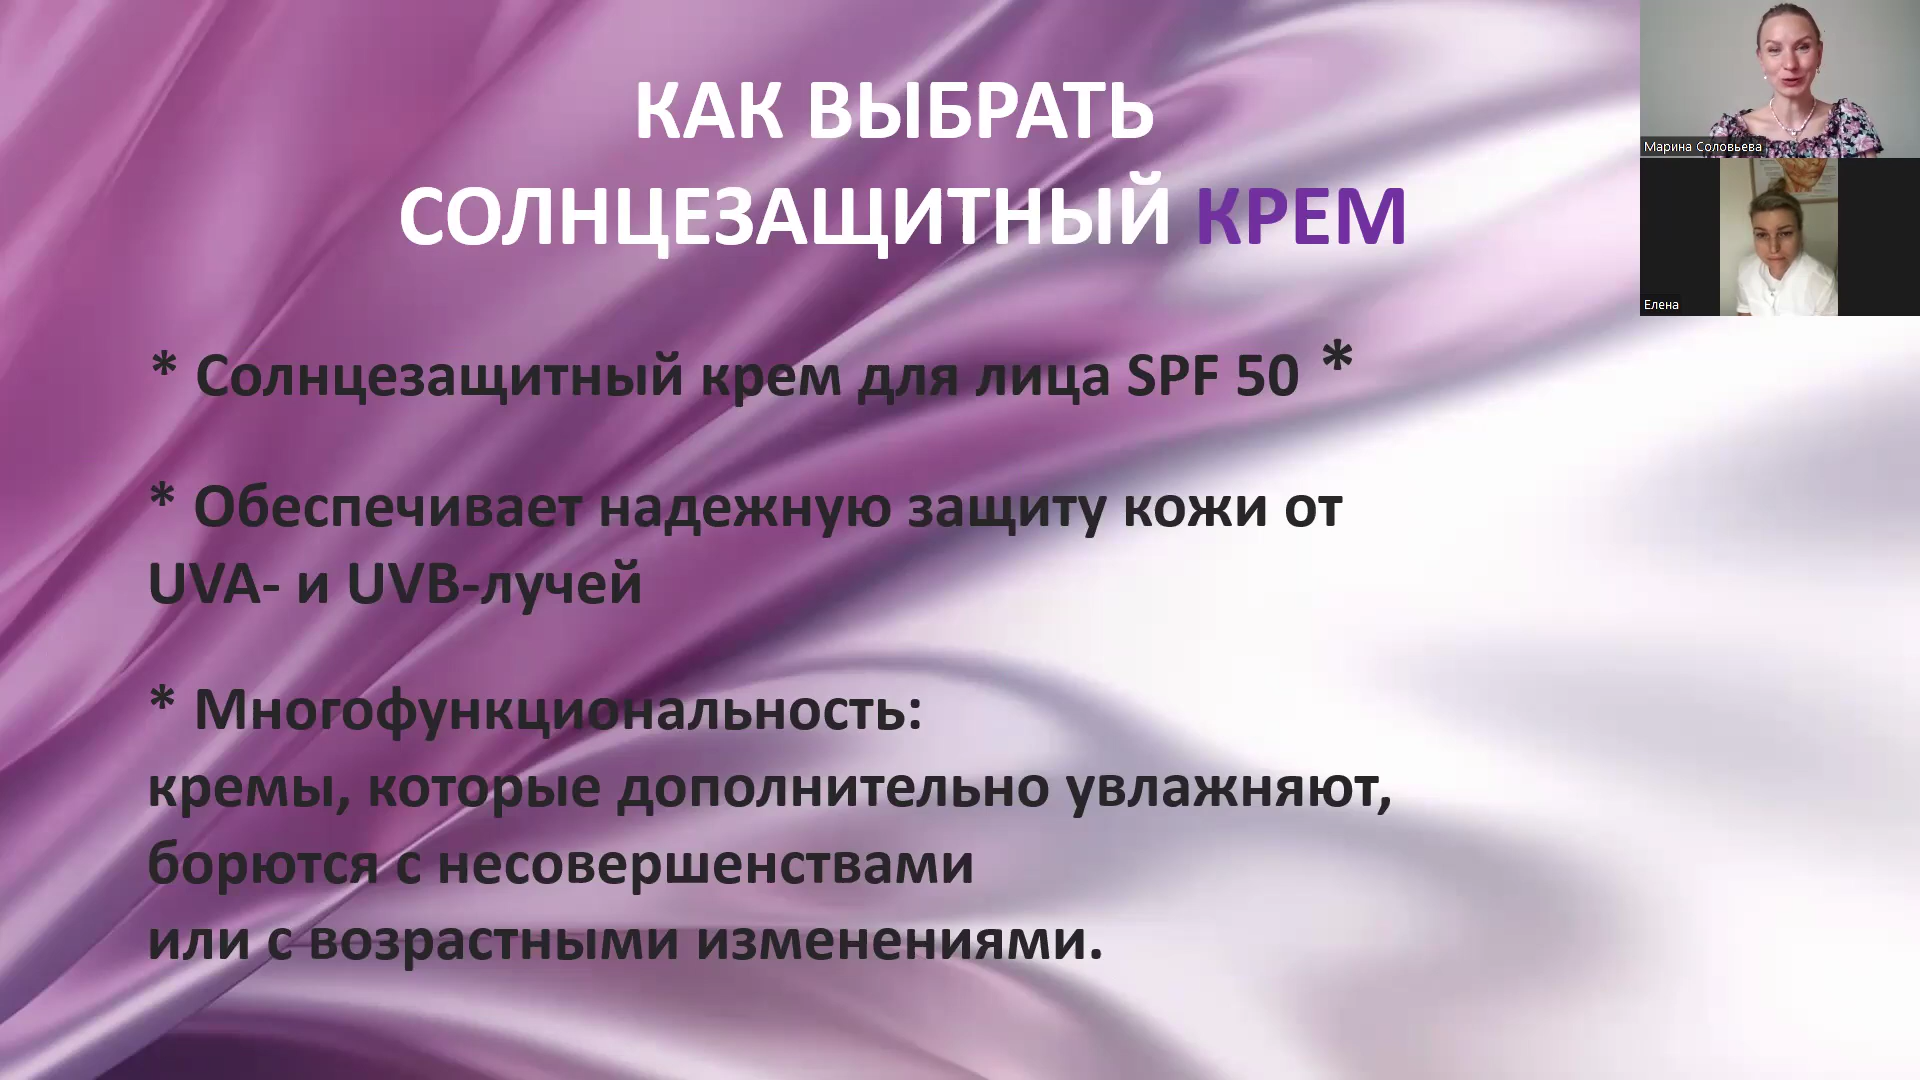 КАК ВЫБРАТЬ
СОЛНЦЕЗАЩИТНЫЙ КРЕМ
* Солнцезащитный крем для лица SPF 50 *
* Обеспечивает надежную защиту кожи от
UVA- и UVB-лучей
* Многофункциональность:
кремы, которые дополнительно увлажняют,
борются с несовершенствами
или с возрастными изменениями.
Марина Соловьева
Елена